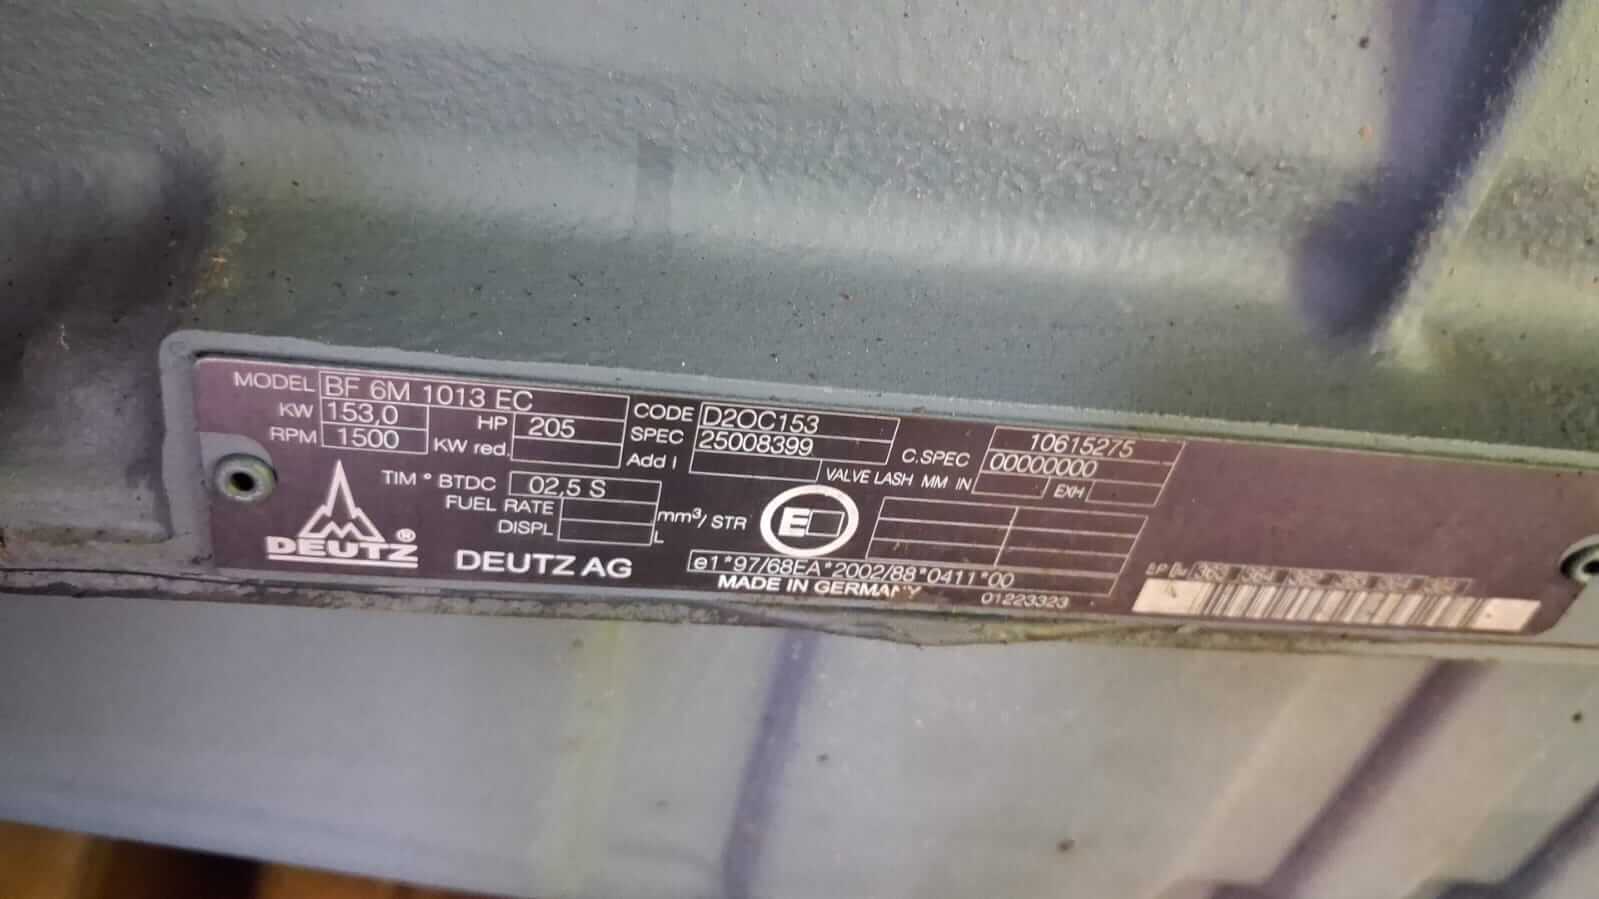 MODEL BF 6M 1013 EC CODE D2OC153 10615275
KW 153,0 HP 205 SPEC 25008399 C.SPEC 00000000
RPM 1500 KW red. Add I VALVE LASH MM IN EXH
TIM ° BTDC 02,5 S
FUEL RATE mm³/STR E
DISPL L
DEUTZ ® DEUTZ AG e1*97/68EA*2002/88*0411*00
MADE IN GERMANY 01223323